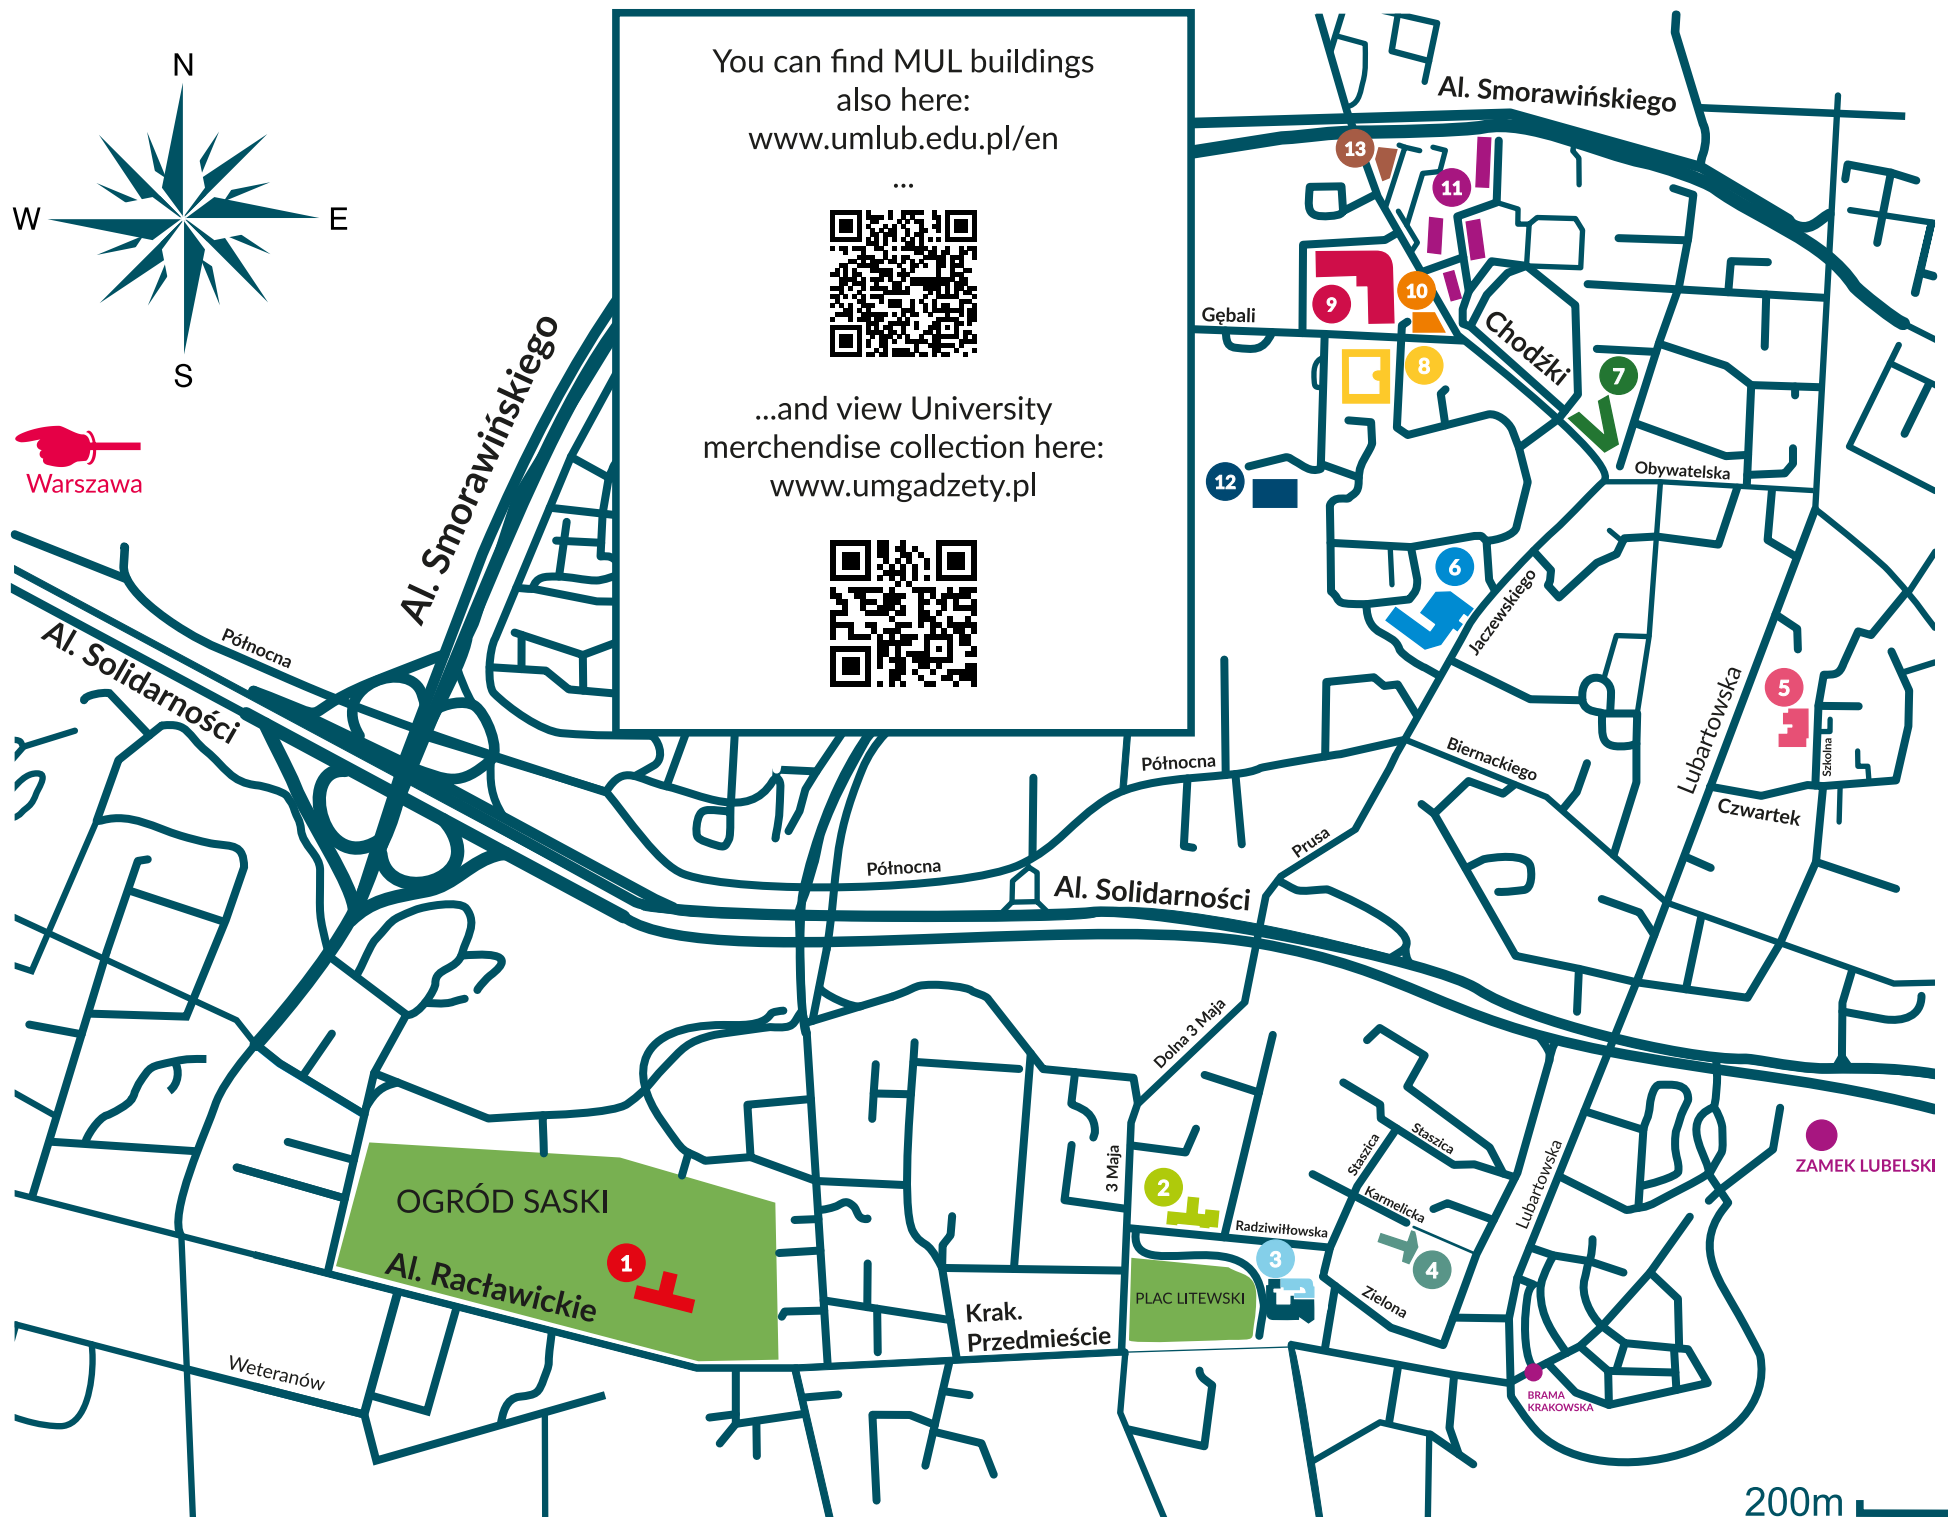 N
W
E
S
Warszawa
You can find MUL buildings
also here:
www.umlub.edu.pl/en
...
...and view University
merchendise collection here:
www.umgadzety.pl
Al. Smorawińskiego
Al. Smorawińskiego
13
11
9
10
Gębali
Chodźki
8
7
12
Obywatelska
6
Jaczewskiego
Północna
Al. Solidarności
Lubartowska
5
Szkolna
Biernackiego
Północna
Czwartek
Prusa
Północna
Al. Solidarności
Dolna 3 Maja
3 Maja
Staszica
Staszica
ZAMEK LUBELSKI
2
Karmelicka
Lubartowska
Radziwiłłowska
OGRÓD SASKI
1
Al. Racławickie
3
4
PLAC LITEWSKI
Zielona
Krak.
Przedmieście
Weteranów
BRAMA
KRAKOWSKA
200m